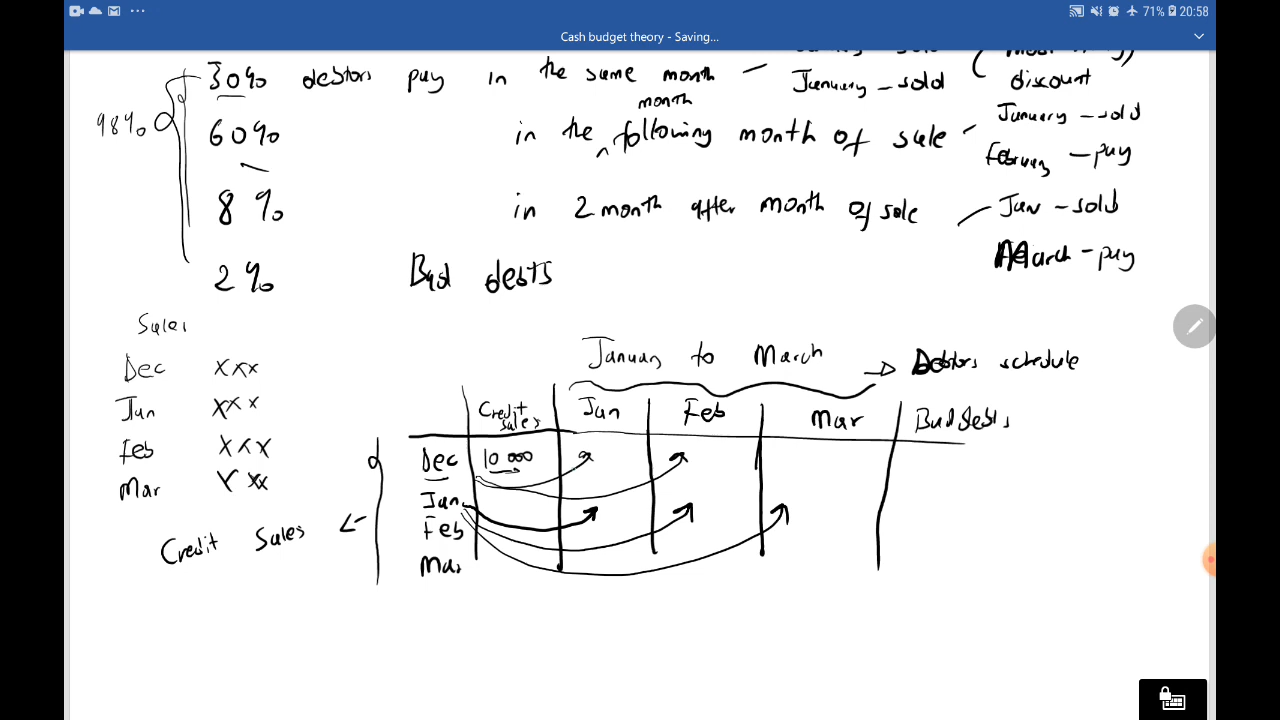 71% 20:58
Cash budget theory - Saving...
30% debtors pay in the same month — January - sold discount
98%
60% in the month following month of sale - January - sold
February - pay
8% in 2 month after month of sale Jan - sold
March - pay
2% Bad debts
Sales
January to March → Debtors schedule
Dec xxx
Jan xxx
Feb xxx
Mar xxx
Credit Sales
Credit sales Jan Feb Mar Bad debts
Dec 10 000
Jan
Feb
Mar